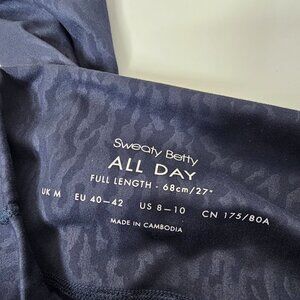 Sweaty Betty
ALL DAY
FULL LENGTH - 68cm/27"
UK M EU 40-42 US 8-10 CN 175/80A
MADE IN CAMBODIA